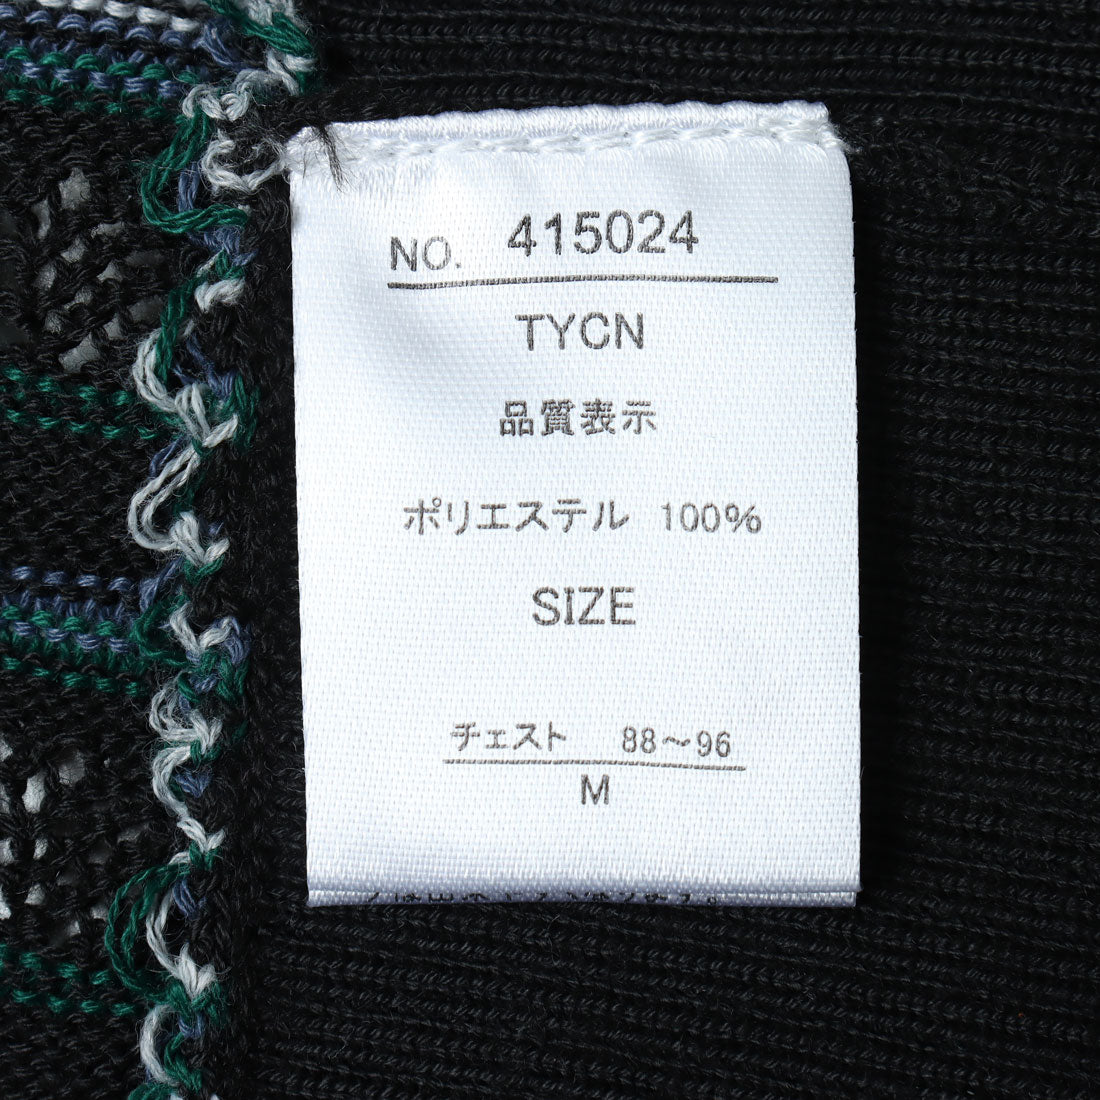 NO. 415024
TYCN
品質表示
ポリエステル 100%
SIZE
チェスト 88～96
M